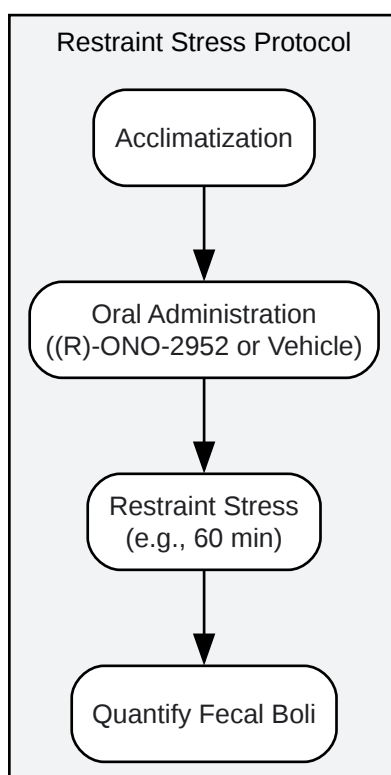 Restraint Stress Protocol
Acclimatization
Oral Administration
((R)-ONO-2952 or Vehicle)
Restraint Stress
(e.g., 60 min)
Quantify Fecal Boli